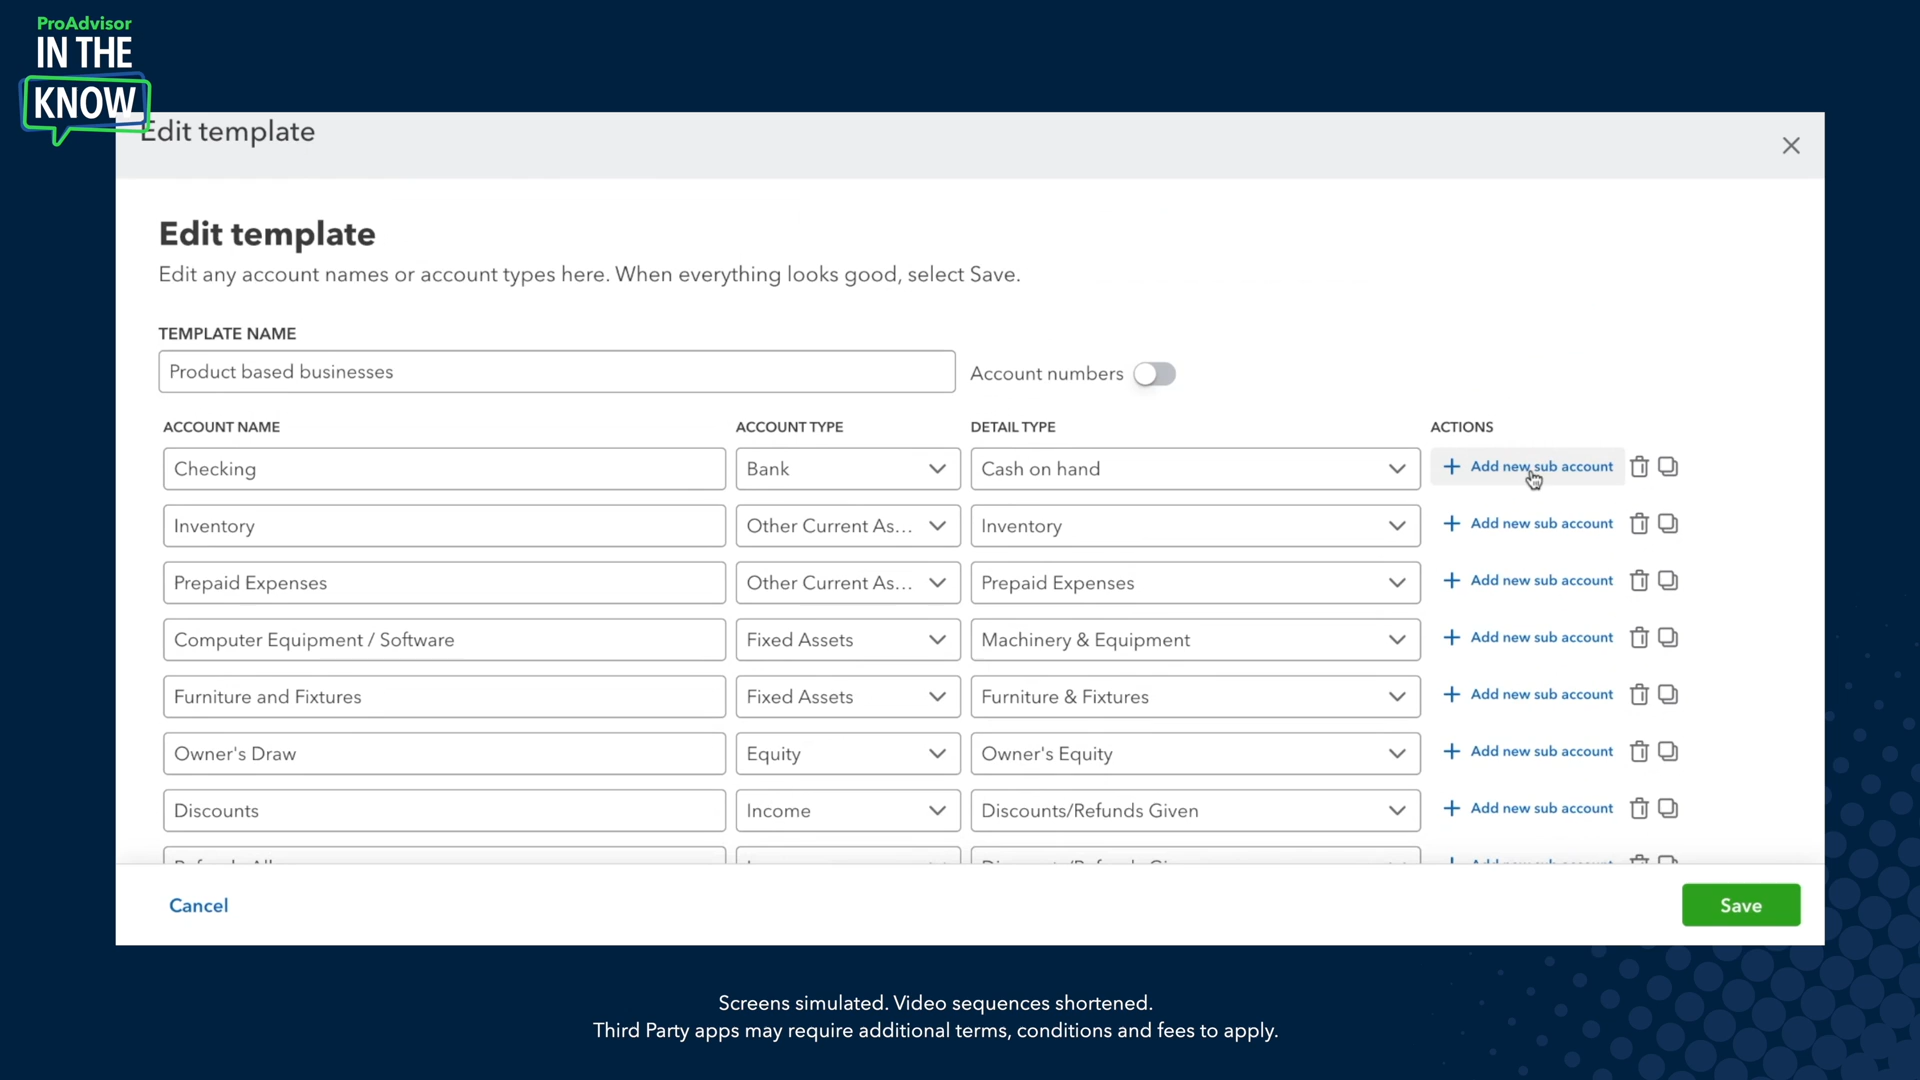 ProAdvisor
IN THE
KNOW
Edit template
Edit template
Edit any account names or account types here. When everything looks good, select Save.
TEMPLATE NAME
Product based businesses
Account numbers
ACCOUNT NAME ACCOUNT TYPE DETAIL TYPE ACTIONS
Checking Bank Cash on hand + Add new sub account
Inventory Other Current As... Inventory + Add new sub account
Prepaid Expenses Other Current As... Prepaid Expenses + Add new sub account
Computer Equipment / Software Fixed Assets Machinery & Equipment + Add new sub account
Furniture and Fixtures Fixed Assets Furniture & Fixtures + Add new sub account
Owner's Draw Equity Owner's Equity + Add new sub account
Discounts Income Discounts/Refunds Given + Add new sub account
Cancel Save
Screens simulated. Video sequences shortened.
Third Party apps may require additional terms, conditions and fees to apply.